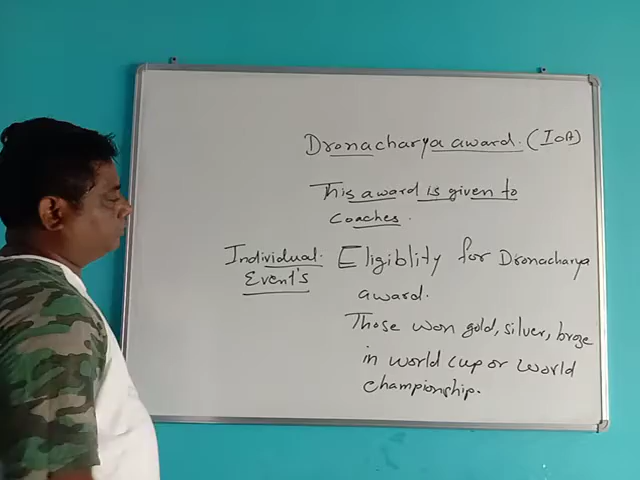 Dronacharya award. (IOA)
This award is given to
coaches.
Individual Eligiblity for Dronacharya
Event's award.
Those won gold, silver, broze
in world cup or world
championship.